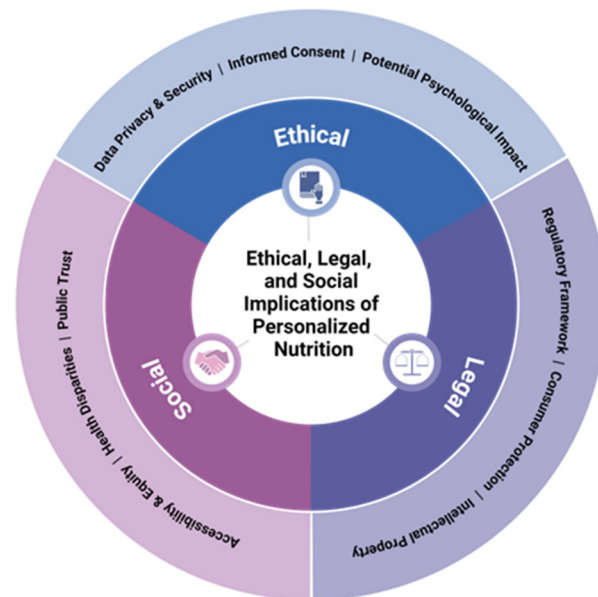 Data Privacy & Security | Informed Consent | Potential Psychological Impact
Ethical
Ethical, Legal,
and Social
Implications of
Personalized
Nutrition
Legal
Regulatory Framework | Consumer Protection | Intellectual Property
Social
Accessibility & Equity | Health Disparities | Public Trust